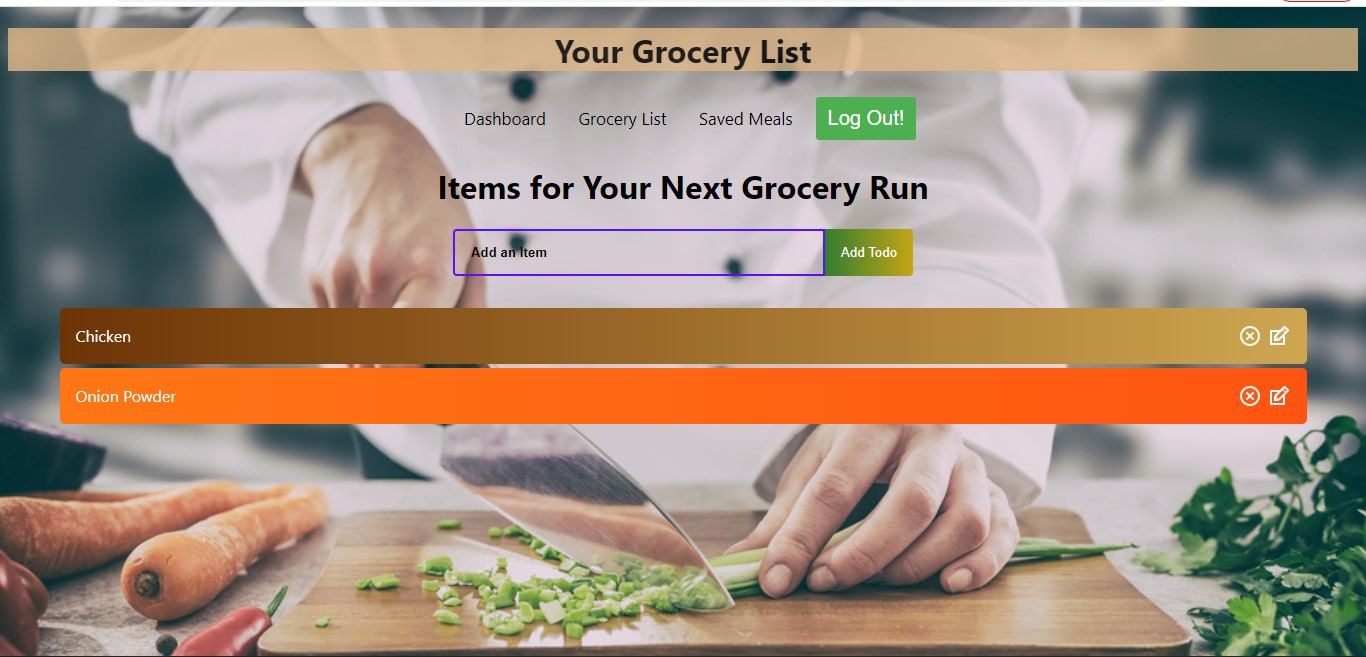 Your Grocery List
Dashboard Grocery List Saved Meals Log Out!
Items for Your Next Grocery Run
Add an Item Add Todo
Chicken
Onion Powder